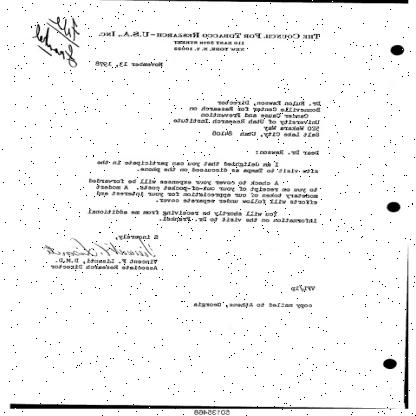 THE COUNCIL FOR TOBACCO RESEARCH-U.S.A., INC.
110 EAST 59TH STREET
NEW YORK, N.Y. 10022
November 13, 1978
Dr. Rulon Rawson, Director
Bonneville Center for Research on
Cancer Cause and Prevention
University of Utah Research Institute
520 Wakara Way
Salt Lake City, Utah 84108
Dear Dr. Rawson:
I am delighted that you can participate in the
site-visit to Tampa as discussed on the phone.
A check to cover your expenses will be forwarded
to you on receipt of your out-of-pocket costs. A modest
monetary token of our appreciation for your interest and
efforts will follow under separate cover.
You will shortly be receiving from me additional
information on the visit to Dr.
Sincerely,
Vincent F. Lisanti, D.M.D.
Associate Research Director
VFL/lp
copy mailed to Athens, Georgia
50135468